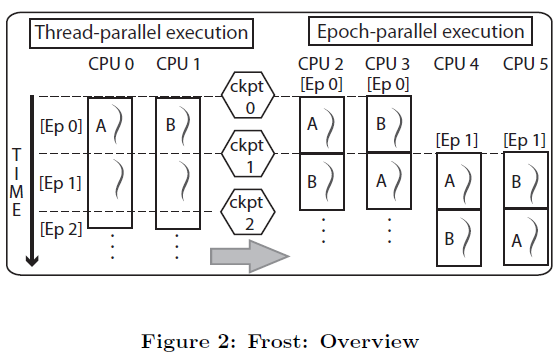 Thread-parallel execution
Epoch-parallel execution
CPU 0 CPU 1
CPU 2 CPU 3 CPU 4 CPU 5
[Ep 0] [Ep 0]
ckpt
0
[Ep 0] A B
A B
[Ep 1] [Ep 1]
ckpt
1
TIME
[Ep 1]
B A
A B
ckpt
2
[Ep 2]
B A
Figure 2: Frost: Overview